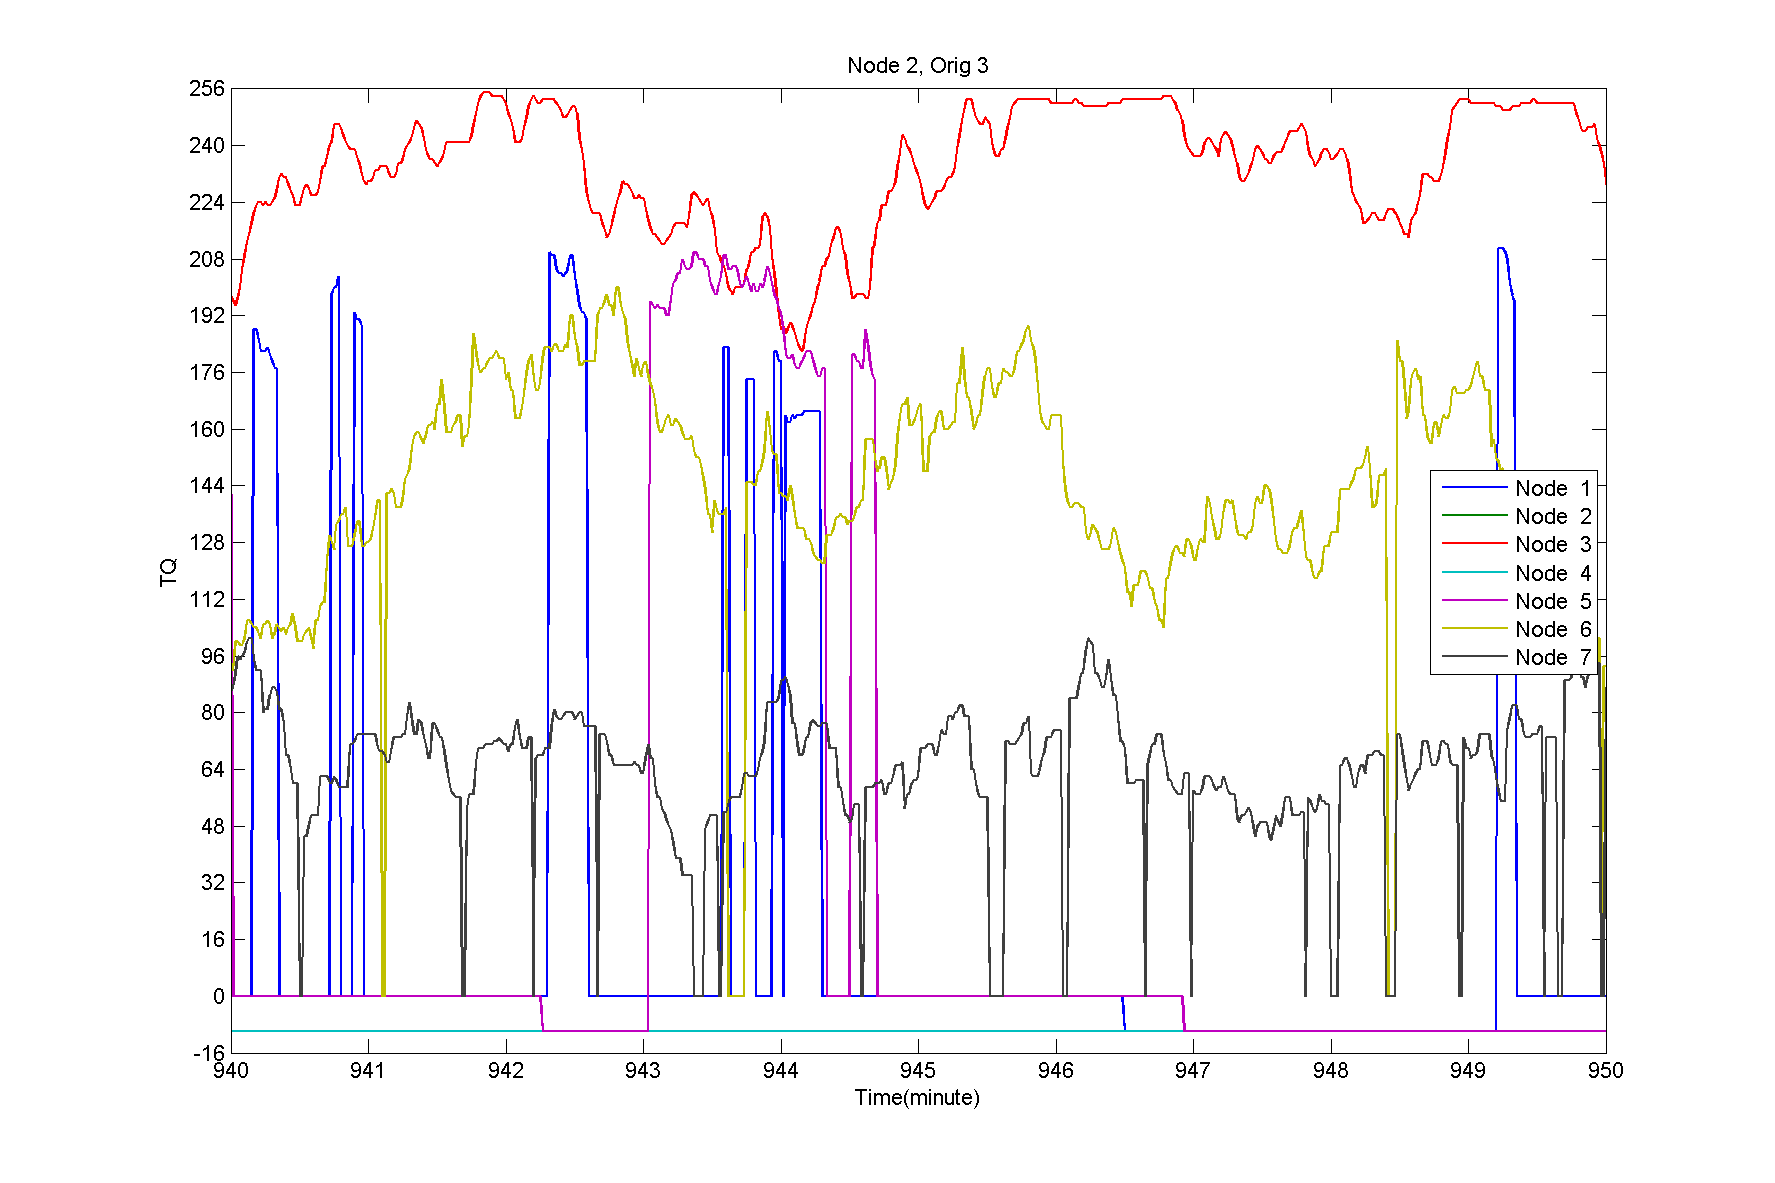 Node 2, Orig 3
256
240
224
208
192
176
160
144
128
112
96
80
64
48
32
16
0
-16
TQ
Node 1
Node 2
Node 3
Node 4
Node 5
Node 6
Node 7
940 941 942 943 944 945 946 947 948 949 950
Time(minute)